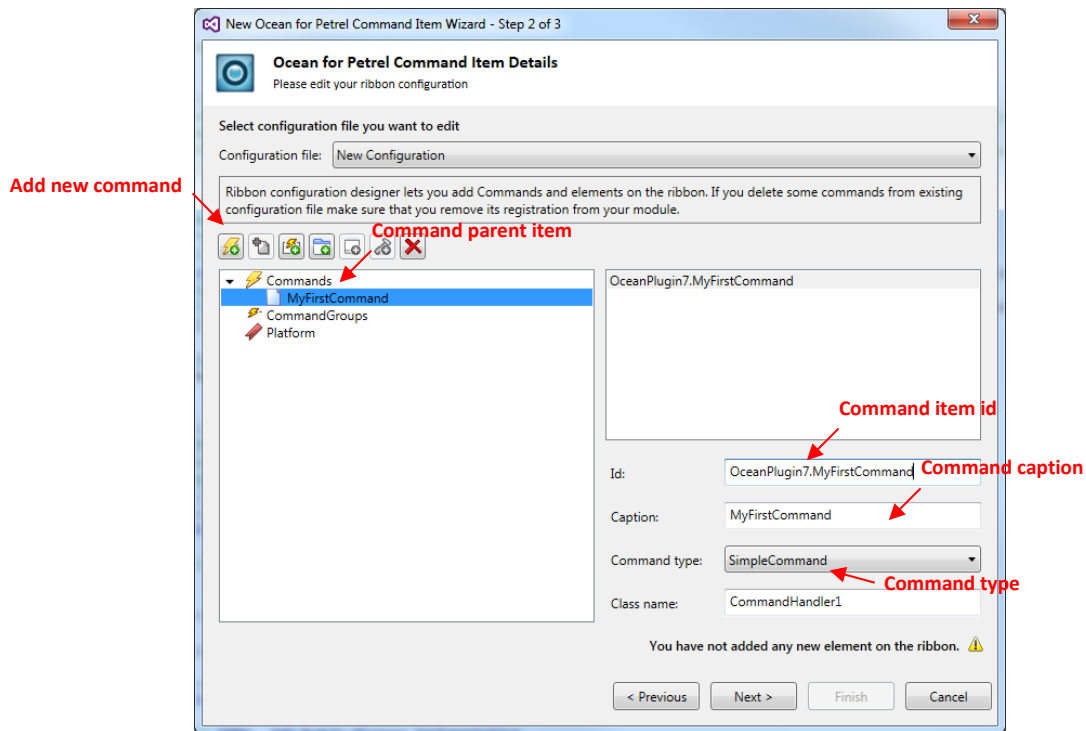 New Ocean for Petrel Command Item Wizard - Step 2 of 3
Ocean for Petrel Command Item Details
Please edit your ribbon configuration
Select configuration file you want to edit
Configuration file: New Configuration
Add new command
Ribbon configuration designer lets you add Commands and elements on the ribbon. If you delete some commands from existing
configuration file make sure that you remove its registration from your module.
Command parent item
Commands
MyFirstCommand
CommandGroups
Platform
OceanPlugin7.MyFirstCommand
Command item id
Id: OceanPlugin7.MyFirstCommand
Command caption
Caption: MyFirstCommand
Command type: SimpleCommand
Command type
Class name: CommandHandler1
You have not added any new element on the ribbon.
< Previous Next > Finish Cancel